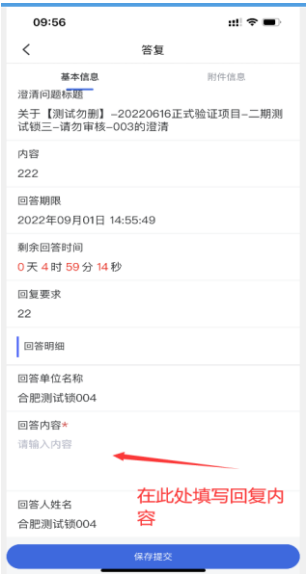 09:56
答复
基本信息
附件信息
澄清问题标题
关于【测试勿删】-20220616正式验证项目-二期测
试锁三-请勿审核-003的澄清
内容
222
回答期限
2022年09月01日 14:55:49
剩余回答时间
0 天 4 时 59 分 14 秒
回复要求
22
回答明细
回答单位名称
合肥测试锁004
回答内容*
请输入内容
在此处填写回复内
容
回答人姓名
合肥测试锁004
保存提交